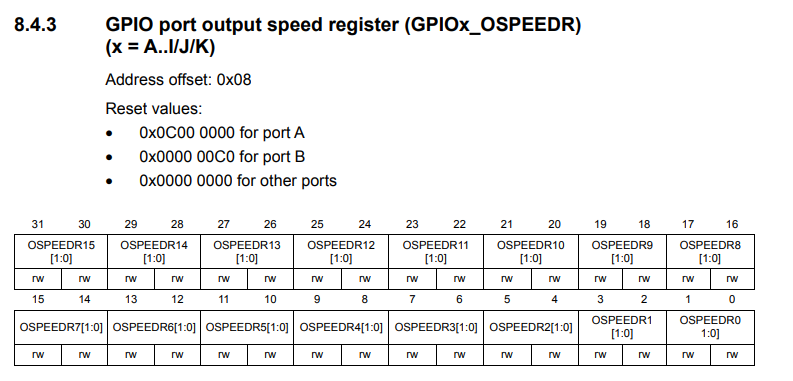 8.4.3 GPIO port output speed register (GPIOx_OSPEEDR)
(x = A..I/J/K)
Address offset: 0x08
Reset values:
• 0x0C00 0000 for port A
• 0x0000 00C0 for port B
• 0x0000 0000 for other ports
31 30 29 28 27 26 25 24 23 22 21 20 19 18 17 16
OSPEEDR15 OSPEEDR14 OSPEEDR13 OSPEEDR12 OSPEEDR11 OSPEEDR10 OSPEEDR9 OSPEEDR8
[1:0] [1:0] [1:0] [1:0] [1:0] [1:0] [1:0] [1:0]
rw rw rw rw rw rw rw rw rw rw rw rw rw rw rw rw
15 14 13 12 11 10 9 8 7 6 5 4 3 2 1 0
OSPEEDR7[1:0] OSPEEDR6[1:0] OSPEEDR5[1:0] OSPEEDR4[1:0] OSPEEDR3[1:0] OSPEEDR2[1:0] OSPEEDR1 OSPEEDR0
[1:0] 1:0]
rw rw rw rw rw rw rw rw rw rw rw rw rw rw rw rw